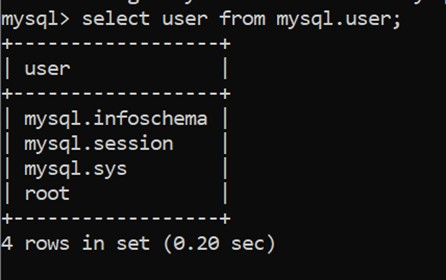 mysql> select user from mysql.user;
+------------------+
| user             |
+------------------+
| mysql.infoschema |
| mysql.session    |
| mysql.sys        |
| root             |
+------------------+
4 rows in set (0.20 sec)